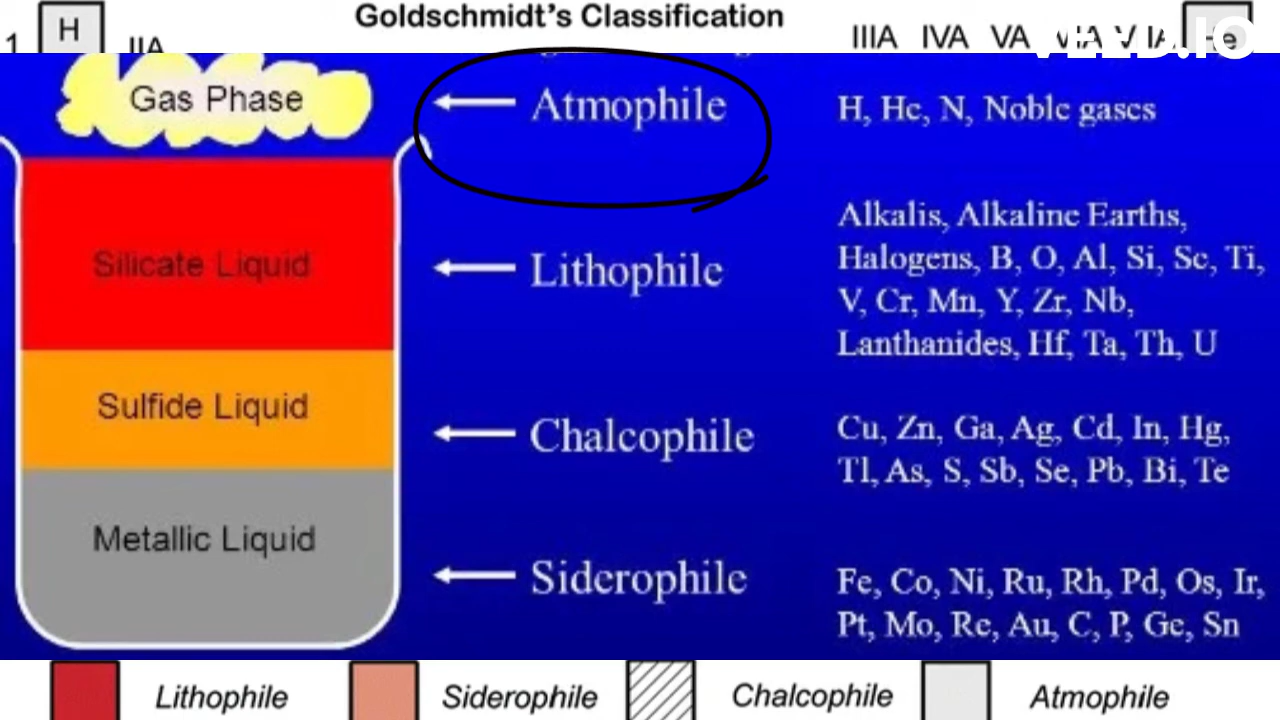 Goldschmidt's Classification
1 H IIA IIIA IVA VA
VEED.IO
Gas Phase
Atmophile
H, He, N, Noble gases
Silicate Liquid
Lithophile
Alkalis, Alkaline Earths,
Halogens, B, O, Al, Si, Sc, Ti,
V, Cr, Mn, Y, Zr, Nb,
Lanthanides, Hf, Ta, Th, U
Sulfide Liquid
Chalcophile
Cu, Zn, Ga, Ag, Cd, In, Hg,
Tl, As, S, Sb, Se, Pb, Bi, Te
Metallic Liquid
Siderophile
Fe, Co, Ni, Ru, Rh, Pd, Os, Ir,
Pt, Mo, Re, Au, C, P, Ge, Sn
Lithophile Siderophile Chalcophile Atmophile